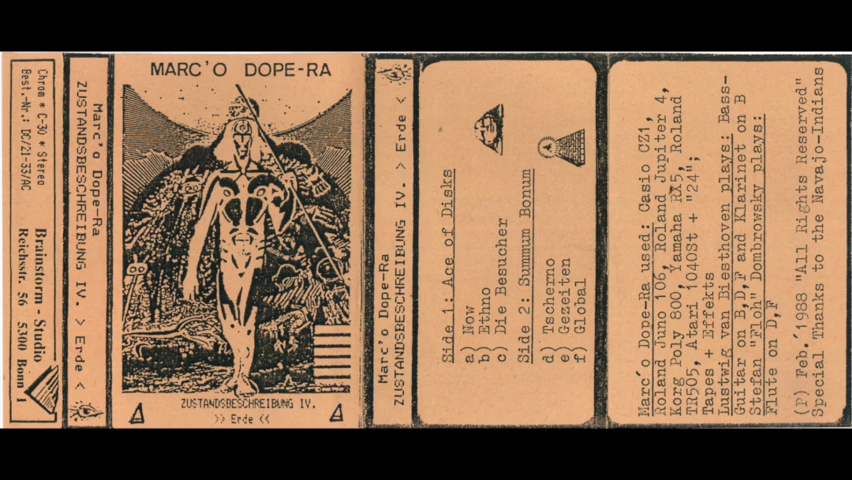 Chrom * C-30 * Stereo
Best.-Nr.: DC/21-33/AC
Brainstorm - Studio
Reichsstr. 56 5300 Bonn 1
Marc'o Dope-Ra
ZUSTANDSBESCHREIBUNG IV. > Erde <
MARC'O DOPE-RA
ZUSTANDSBESCHREIBUNG IV.
>> Erde <<
Marc'o Dope-Ra
ZUSTANDSBESCHREIBUNG IV. > Erde <
Side 1: Ace of Disks
a) Now
b) Ethno
c) Die Besucher
Side 2: Summum Bonum
d) Tscherno
e) Gezeiten
f) Global
Marc'o Dope-Ra used: Casio CZ1,
Roland Juno 106, Roland Jupiter 4,
Korg Poly 800, Yamaha RX5, Roland
TR505, Atari 1040St + "24";
Tapes + Effekts
Lustwig van Biesthoven plays: Bass-
Guitar on B,D,F and Klarinet on B
Stefan "Floh" Dombrowsky plays:
Flute on D,F
(P) Feb.'1988 "All Rights Reserved"
Special Thanks to the Navajo-Indians